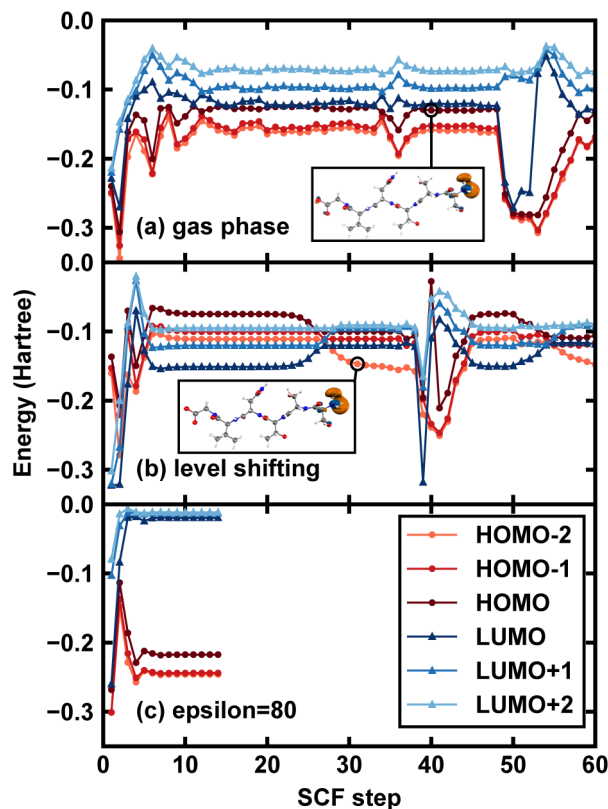 0.0
−0.1
−0.2
−0.3
(a) gas phase
0.0
−0.1
−0.2
−0.3
(b) level shifting
0.0
−0.1
−0.2
−0.3
(c) epsilon=80
HOMO-2
HOMO-1
HOMO
LUMO
LUMO+1
LUMO+2
0 10 20 30 40 50 60
SCF step
Energy (Hartree)